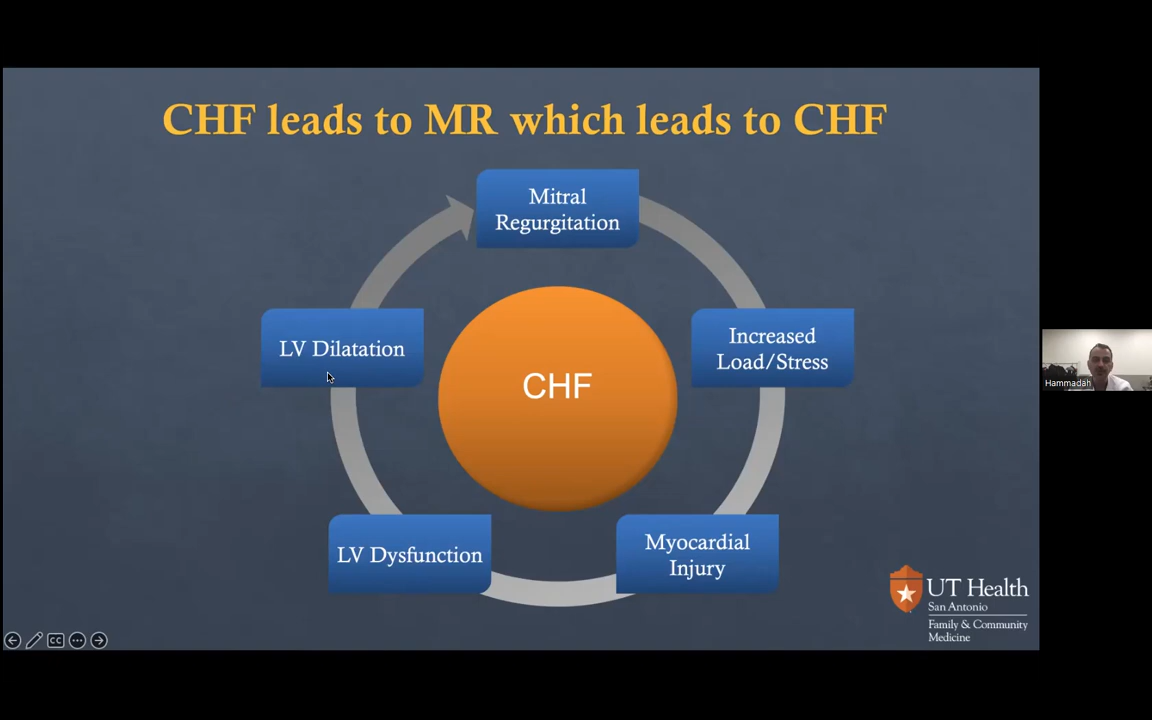 CHF leads to MR which leads to CHF
Mitral
Regurgitation
Increased
Load/Stress
Myocardial
Injury
LV Dysfunction
LV Dilatation
CHF
UT Health
San Antonio
Family & Community
Medicine
CC
Hammadah